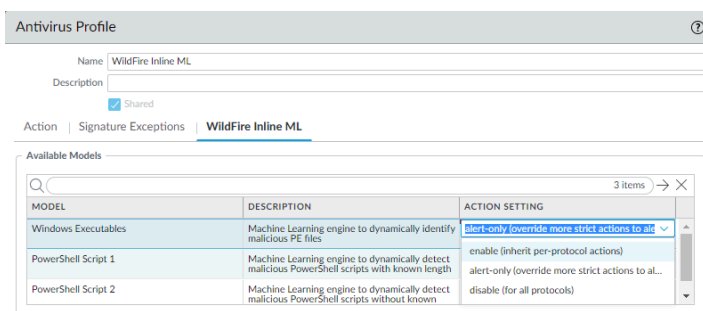 Antivirus Profile
Name WildFire Inline ML
Description
Shared
Action | Signature Exceptions | WildFire Inline ML
Available Models
3 items
MODEL DESCRIPTION ACTION SETTING
Windows Executables Machine Learning engine to dynamically identify alert-only (override more strict actions to ale
malicious PE files
enable (inherit per-protocol actions)
PowerShell Script 1 Machine Learning engine to dynamically detect alert-only (override more strict actions to al...
malicious PowerShell scripts with known length
disable (for all protocols)
PowerShell Script 2 Machine Learning engine to dynamically detect
malicious PowerShell scripts without known